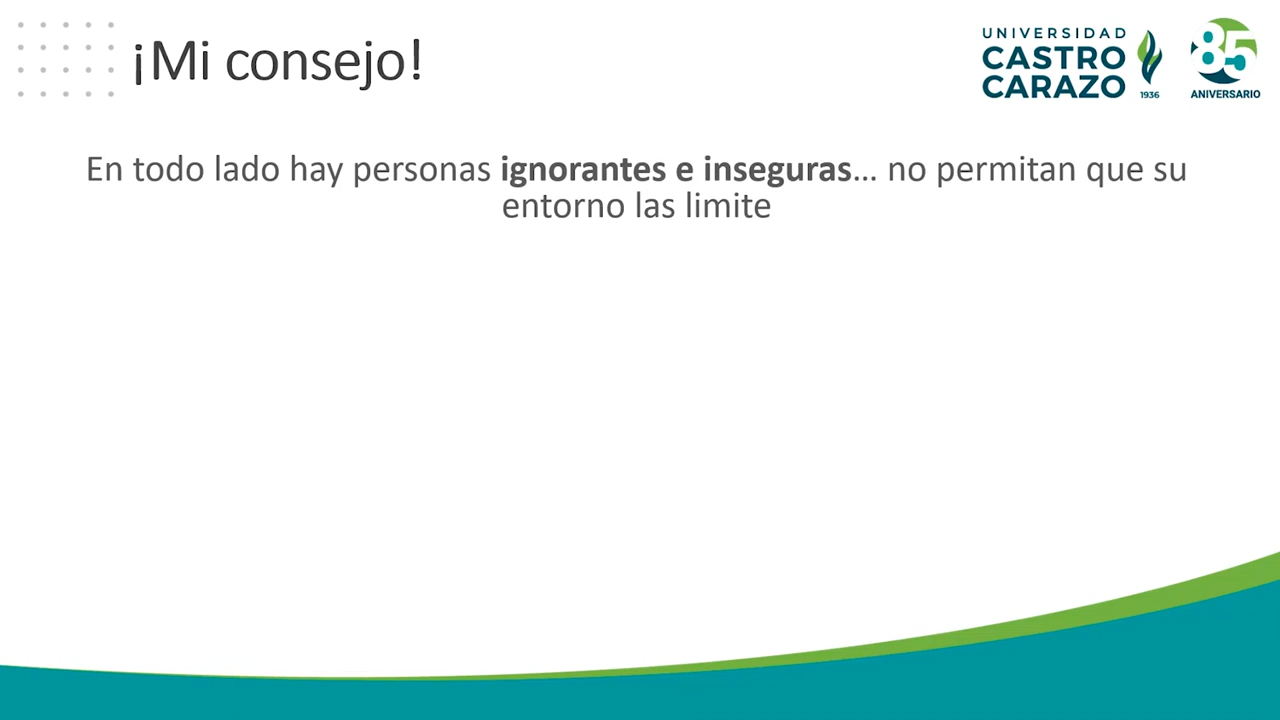 ¡Mi consejo!
UNIVERSIDAD
CASTRO
CARAZO
1936
85
ANIVERSARIO
En todo lado hay personas ignorantes e inseguras… no permitan que su
entorno las limite